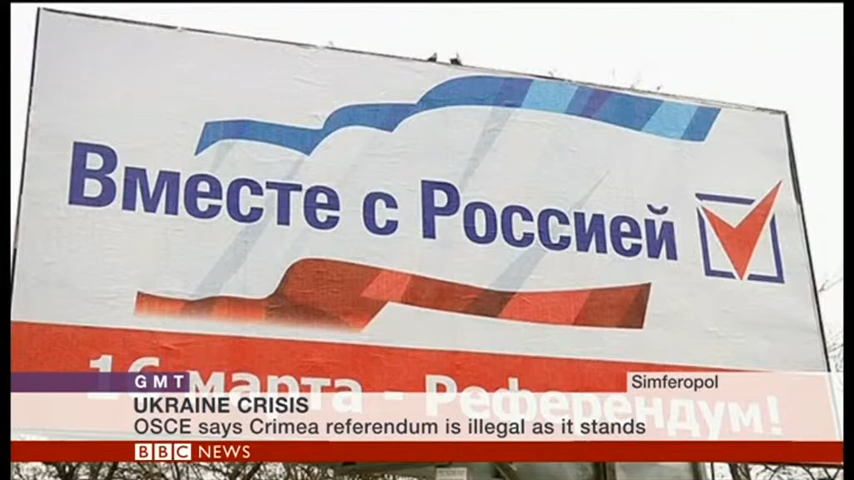 Вместе с Россией
16 марта - Референдум!
GMT
Simferopol
UKRAINE CRISIS
OSCE says Crimea referendum is illegal as it stands
BBC NEWS